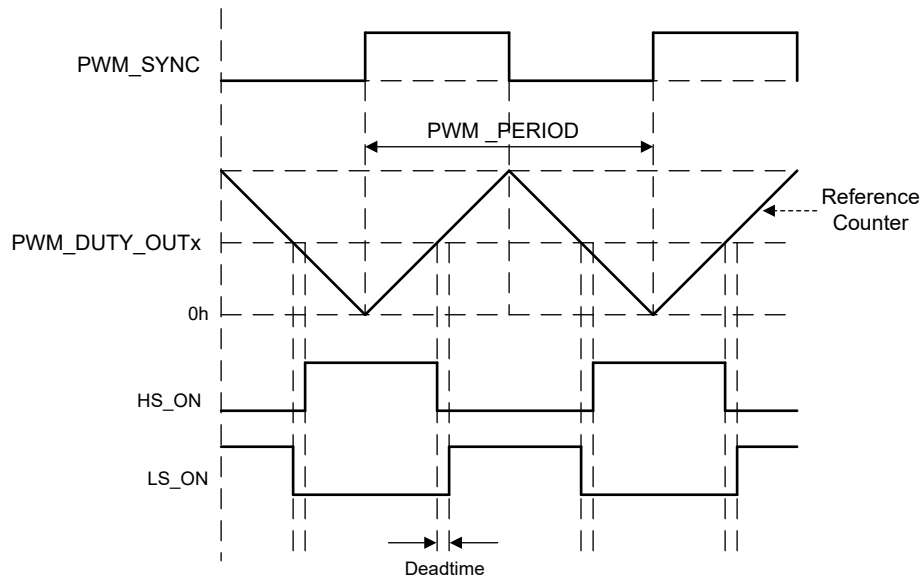 PWM_SYNC
PWM _PERIOD
Reference
Counter
PWM_DUTY_OUTx
0h
HS_ON
LS_ON
Deadtime